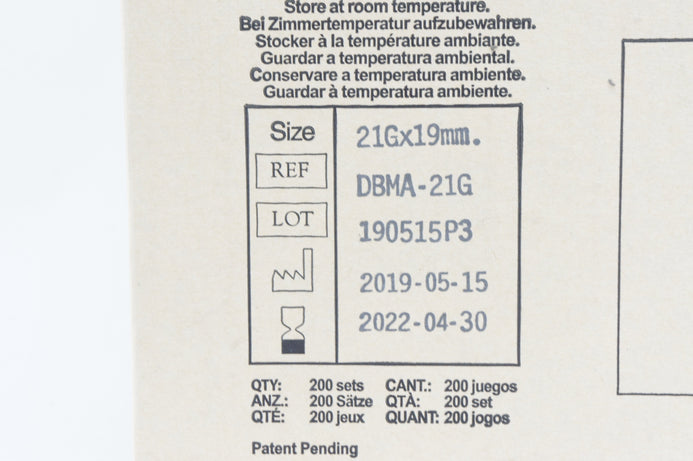 Store at room temperature.
Bei Zimmertemperatur aufzubewahren.
Stocker à la température ambiante.
Guardar a temperatura ambiental.
Conservare a temperatura ambiente.
Guardar à temperatura ambiente.
Size 21Gx19mm.
REF DBMA-21G
LOT 190515P3
2019-05-15
2022-04-30
QTY: 200 sets CANT.: 200 juegos
ANZ.: 200 Sätze QTÀ: 200 set
QTÉ: 200 jeux QUANT: 200 jogos
Patent Pending